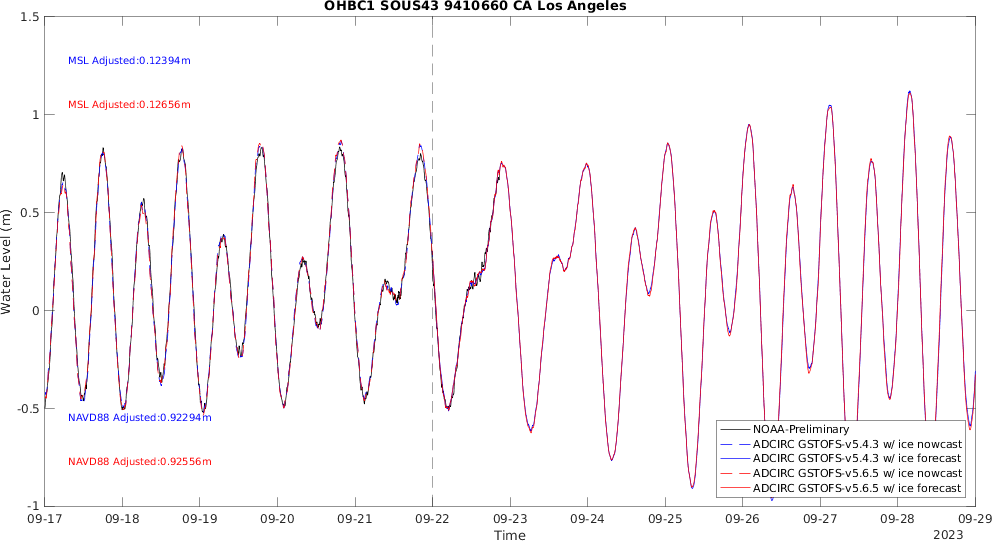 OHBC1 SOUS43 9410660 CA Los Angeles
1.5
1
0.5
0
-0.5
-1
Water Level (m)
MSL Adjusted:0.12394m
MSL Adjusted:0.12656m
NAVD88 Adjusted:0.92294m
NAVD88 Adjusted:0.92556m
NOAA-Preliminary
ADCIRC GSTOFS-v5.4.3 w/ ice nowcast
ADCIRC GSTOFS-v5.4.3 w/ ice forecast
ADCIRC GSTOFS-v5.6.5 w/ ice nowcast
ADCIRC GSTOFS-v5.6.5 w/ ice forecast
09-17 09-18 09-19 09-20 09-21 09-22 09-23 09-24 09-25 09-26 09-27 09-28 09-29
Time
2023